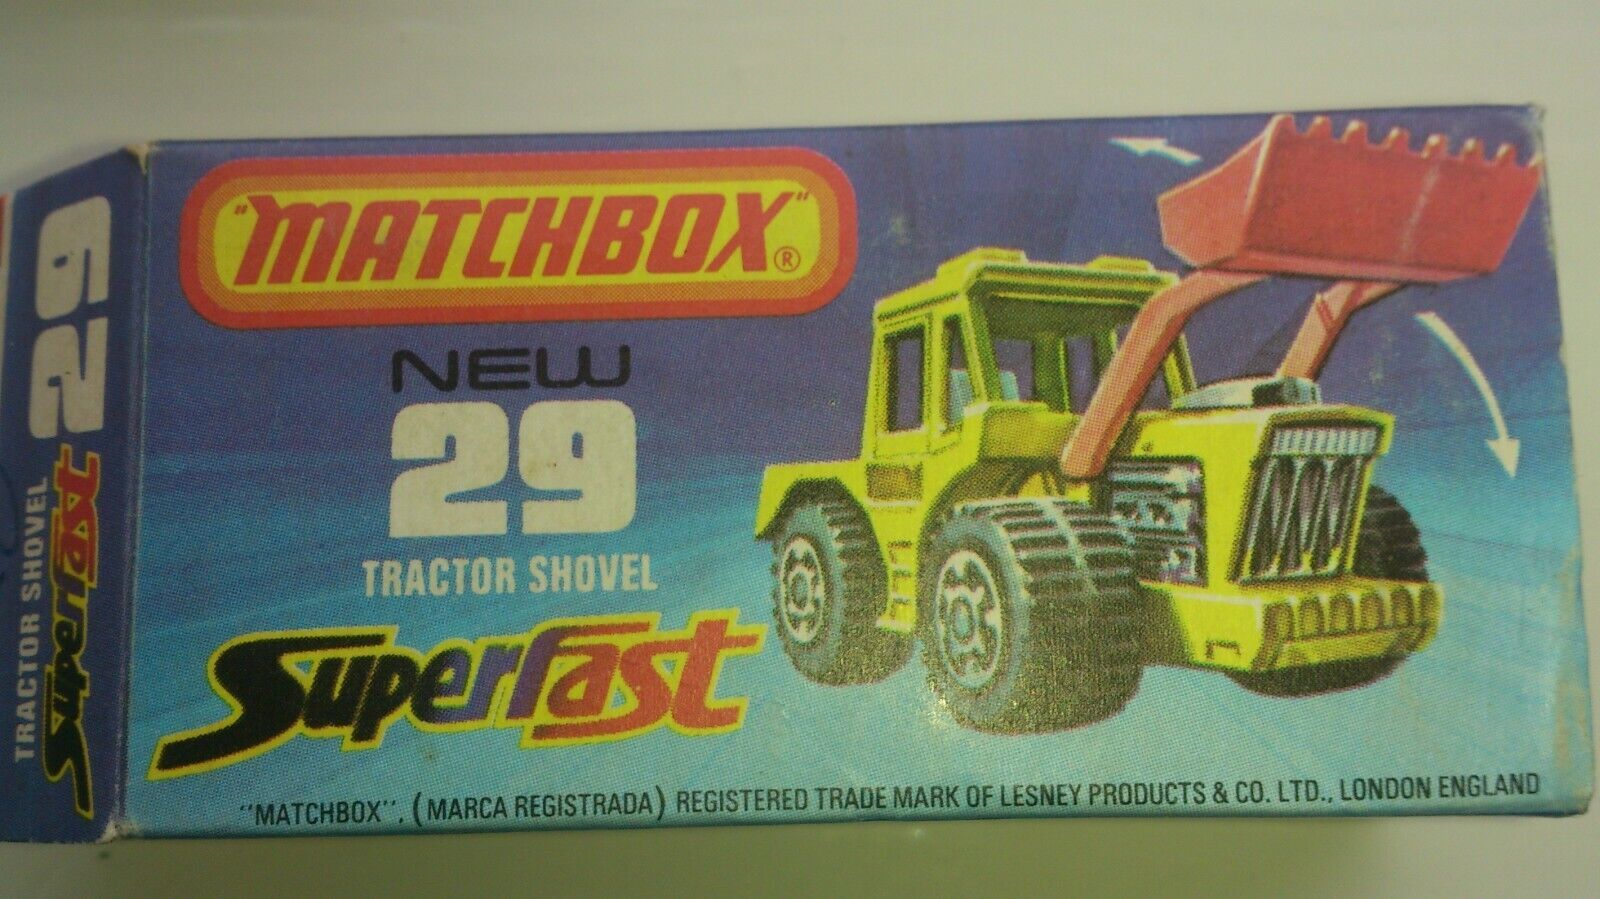 "MATCHBOX"®
NEW
29
TRACTOR SHOVEL
Superfast
"MATCHBOX", (MARCA REGISTRADA) REGISTERED TRADE MARK OF LESNEY PRODUCTS & CO. LTD., LONDON ENGLAND
29
TRACTOR SHOVEL
Superfast